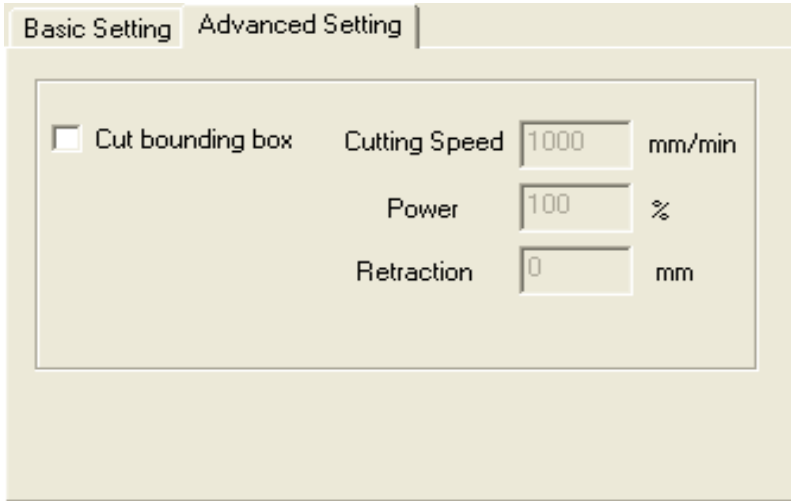 Basic Setting Advanced Setting
Cut bounding box Cutting Speed 1000 mm/min
Power 100 %
Retraction 0 mm